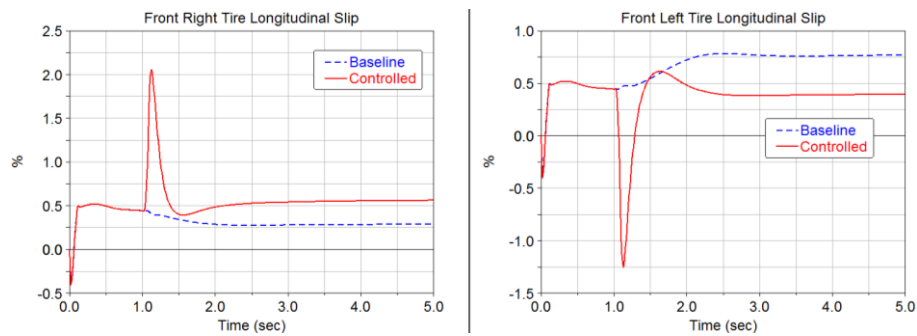 Front Right Tire Longitudinal Slip
2.5
2.0
1.5
1.0
0.5
0.0
-0.5
%
Baseline
Controlled
0.0 1.0 2.0 3.0 4.0 5.0
Time (sec)
Front Left Tire Longitudinal Slip
1.0
0.5
0.0
-0.5
-1.0
-1.5
%
Baseline
Controlled
0.0 1.0 2.0 3.0 4.0 5.0
Time (sec)